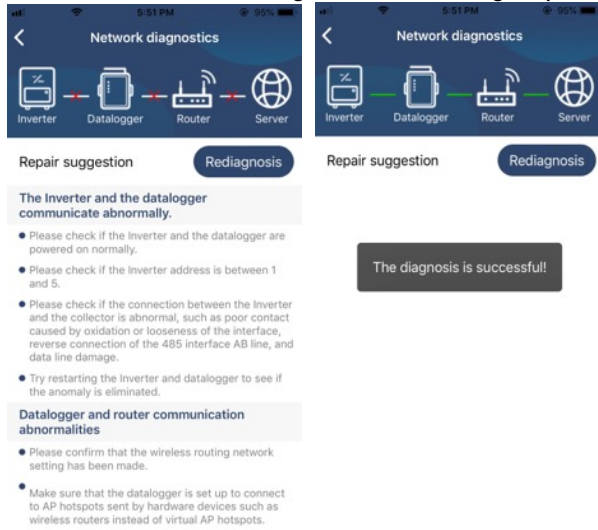 5:51 PM
95%
Network diagnostics
Inverter
Datalogger
Router
Server
Repair suggestion
Rediagnosis
The Inverter and the datalogger
communicate abnormally.
Please check if the Inverter and the datalogger are
powered on normally.
Please check if the Inverter address is between 1
and 5.
Please check if the connection between the Inverter
and the collector is abnormal, such as poor contact
caused by oxidation or looseness of the interface,
reverse connection of the 485 interface AB line, and
data line damage.
Try restarting the Inverter and datalogger to see if
the anomaly is eliminated.
Datalogger and router communication
abnormalities
Please confirm that the wireless routing network
setting has been made.
Make sure that the datalogger is set up to connect
to AP hotspots sent by hardware devices such as
wireless routers instead of virtual AP hotspots.
5:51 PM
95%
Network diagnostics
Inverter
Datalogger
Router
Server
Repair suggestion
Rediagnosis
The diagnosis is successful!